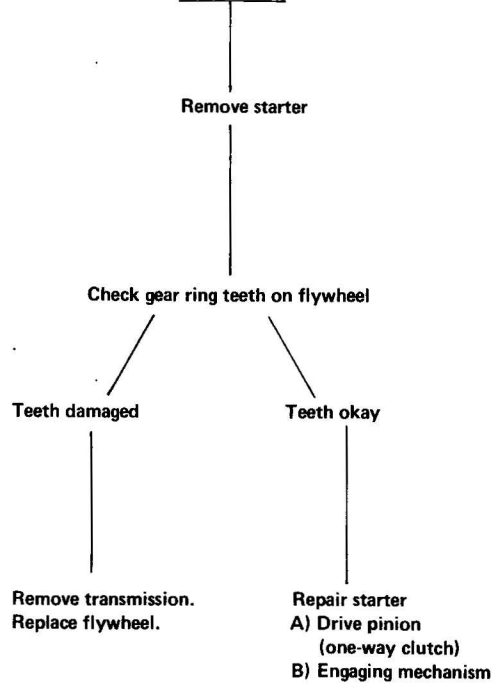 Remove starter
Check gear ring teeth on flywheel
Teeth damaged
Teeth okay
Remove transmission.
Replace flywheel.
Repair starter
A) Drive pinion
(one-way clutch)
B) Engaging mechanism